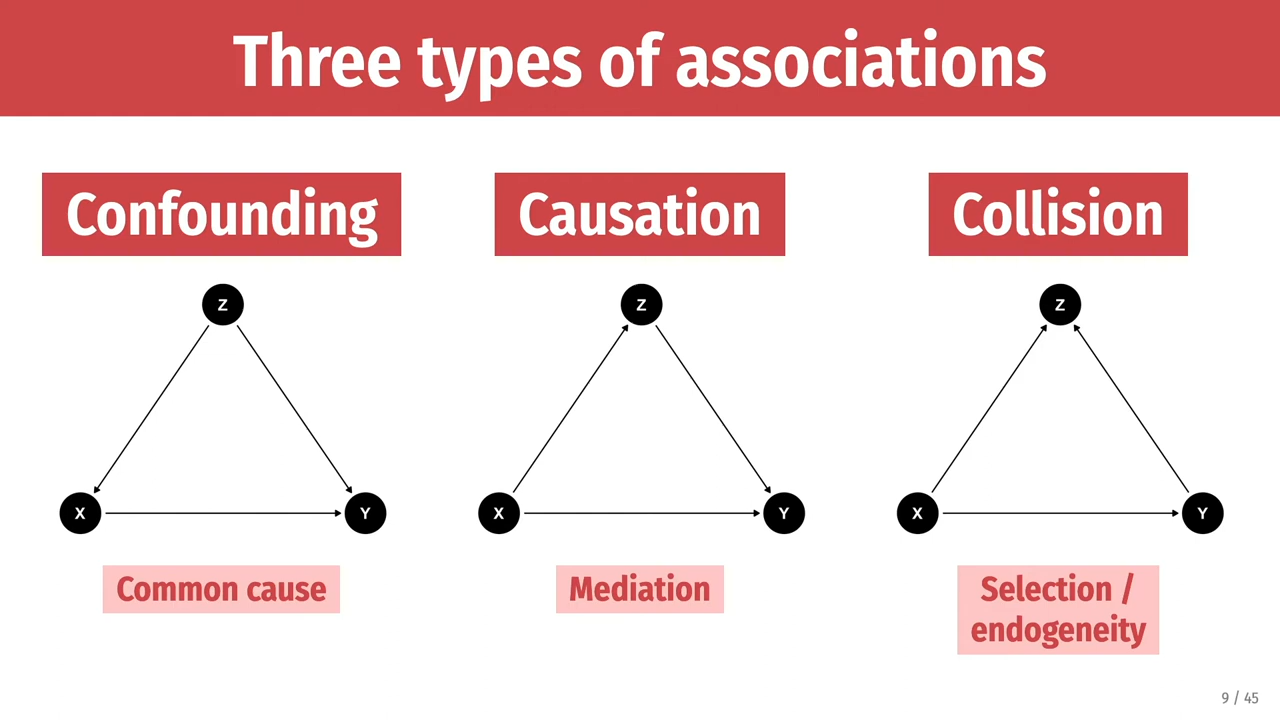 Three types of associations
Confounding
Z
X
Y
Common cause
Causation
Z
X
Y
Mediation
Collision
Z
X
Y
Selection /
endogeneity
9 / 45